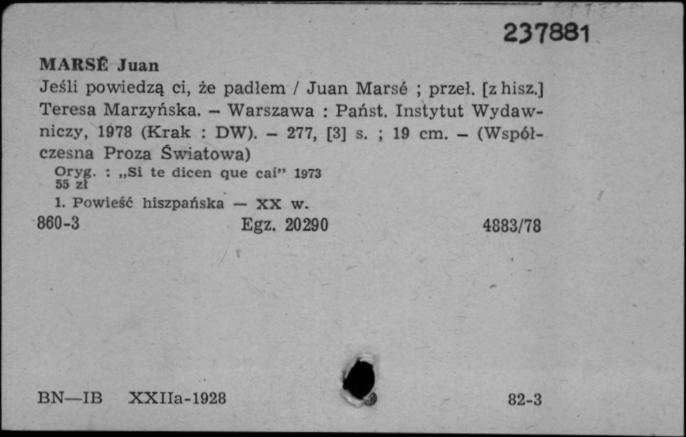 237881
MARSÉ Juan
Jeśli powiedzą ci, że padlem / Juan Marsé ; przeł. [z hisz.]
Teresa Marzyńska. — Warszawa : Państ. Instytut Wydaw-
niczy, 1978 (Krak : DW). — 277, [3] s. ; 19 cm. — (Współ-
czesna Proza Światowa)
Oryg. : „Si te dicen que cai” 1973
55 zł
1. Powieść hiszpańska — XX w.
860-3 Egz. 20290 4883/78
BN—IB XXIIa-1928 82-3